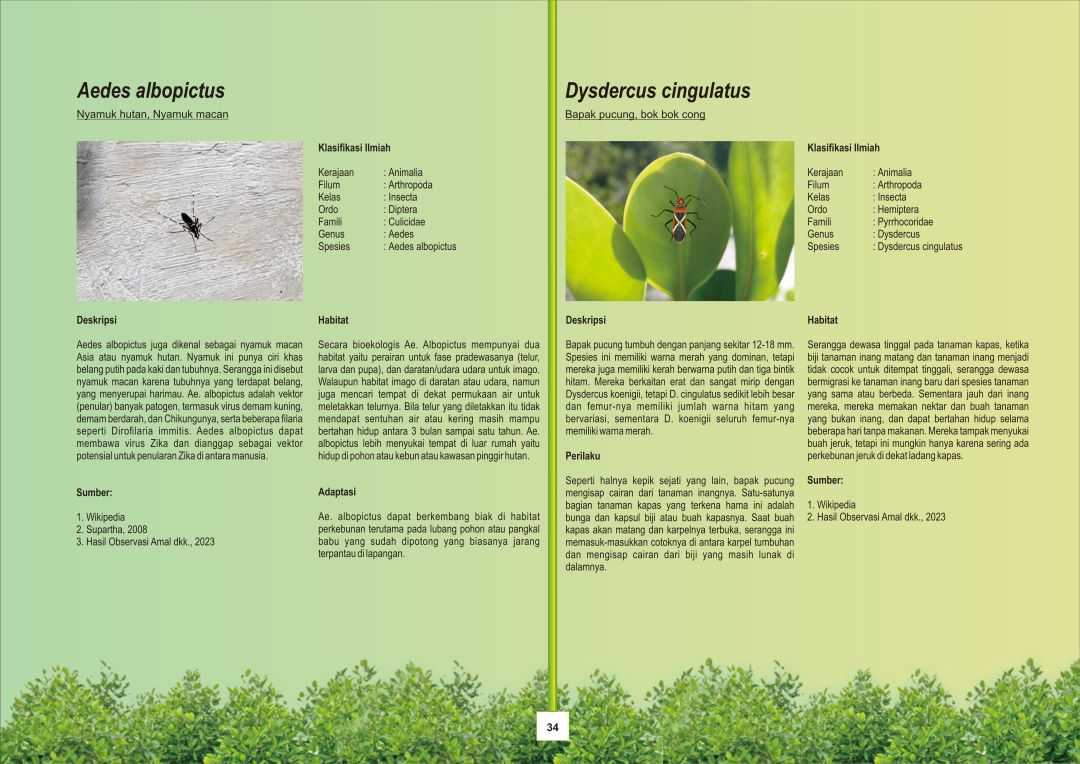 Aedes albopictus
Nyamuk hutan, Nyamuk macan
Klasifikasi Ilmiah
Kerajaan : Animalia
Filum : Arthropoda
Kelas : Insecta
Ordo : Diptera
Famili : Culicidae
Genus : Aedes
Spesies : Aedes albopictus
Deskripsi
Aedes albopictus juga dikenal sebagai nyamuk macan
Asia atau nyamuk hutan. Nyamuk ini punya ciri khas
belang putih pada kaki dan tubuhnya. Serangga ini disebut
nyamuk macan karena tubuhnya yang terdapat belang,
yang menyerupai harimau. Ae. albopictus adalah vektor
(penular) banyak patogen, termasuk virus demam kuning,
demam berdarah, dan Chikungunya, serta beberapa filaria
seperti Dirofilaria immitis. Aedes albopictus dapat
membawa virus Zika dan dianggap sebagai vektor
potensial untuk penularan Zika di antara manusia.
Sumber:
1. Wikipedia
2. Supartha, 2008
3. Hasil Observasi Amal dkk., 2023
Habitat
Secara bioekologis Ae. Albopictus mempunyai dua
habitat yaitu perairan untuk fase pradewasanya (telur,
larva dan pupa), dan daratan/udara udara untuk imago.
Walaupun habitat imago di daratan atau udara, namun
juga mencari tempat di dekat permukaan air untuk
meletakkan telurnya. Bila telur yang diletakkan itu tidak
mendapat sentuhan air atau kering masih mampu
bertahan hidup antara 3 bulan sampai satu tahun. Ae.
albopictus lebih menyukai tempat di luar rumah yaitu
hidup di pohon atau kebun atau kawasan pinggir hutan.
Adaptasi
Ae. albopictus dapat berkembang biak di habitat
perkebunan terutama pada lubang pohon atau pangkal
babu yang sudah dipotong yang biasanya jarang
terpantau di lapangan.
Dysdercus cingulatus
Bapak pucung, bok bok cong
Klasifikasi Ilmiah
Kerajaan : Animalia
Filum : Arthropoda
Kelas : Insecta
Ordo : Hemiptera
Famili : Pyrrhocoridae
Genus : Dysdercus
Spesies : Dysdercus cingulatus
Deskripsi
Bapak pucung tumbuh dengan panjang sekitar 12-18 mm.
Spesies ini memiliki warna merah yang dominan, tetapi
mereka juga memiliki kerah berwarna putih dan tiga bintik
hitam. Mereka berkaitan erat dan sangat mirip dengan
Dysdercus koenigii, tetapi D. cingulatus sedikit lebih besar
dan femur-nya memiliki jumlah warna hitam yang
bervariasi, sementara D. koenigii seluruh femur-nya
memiliki warna merah.
Perilaku
Seperti halnya kepik sejati yang lain, bapak pucung
mengisap cairan dari tanaman inangnya. Satu-satunya
bagian tanaman kapas yang terkena hama ini adalah
bunga dan kapsul biji atau buah kapasnya. Saat buah
kapas akan matang dan karpelnya terbuka, serangga ini
memasuk-masukkan cotoknya di antara karpel tumbuhan
dan mengisap cairan dari biji yang masih lunak di
dalamnya.
Habitat
Serangga dewasa tinggal pada tanaman kapas, ketika
biji tanaman inang matang dan tanaman inang menjadi
tidak cocok untuk ditempat tinggali, serangga dewasa
bermigrasi ke tanaman inang baru dari spesies tanaman
yang sama atau berbeda. Sementara jauh dari inang
mereka, mereka memakan nektar dan buah tanaman
yang bukan inang, dan dapat bertahan hidup selama
beberapa hari tanpa makanan. Mereka tampak menyukai
buah jeruk, tetapi ini mungkin hanya karena sering ada
perkebunan jeruk di dekat ladang kapas.
Sumber:
1. Wikipedia
2. Hasil Observasi Amal dkk., 2023
34